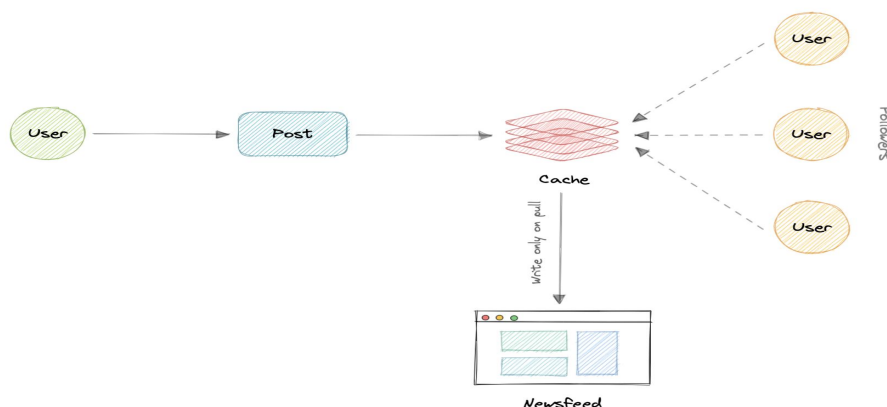 User
User
Post
User
Followers
Cache
User
Write only on pull
Newsfeed